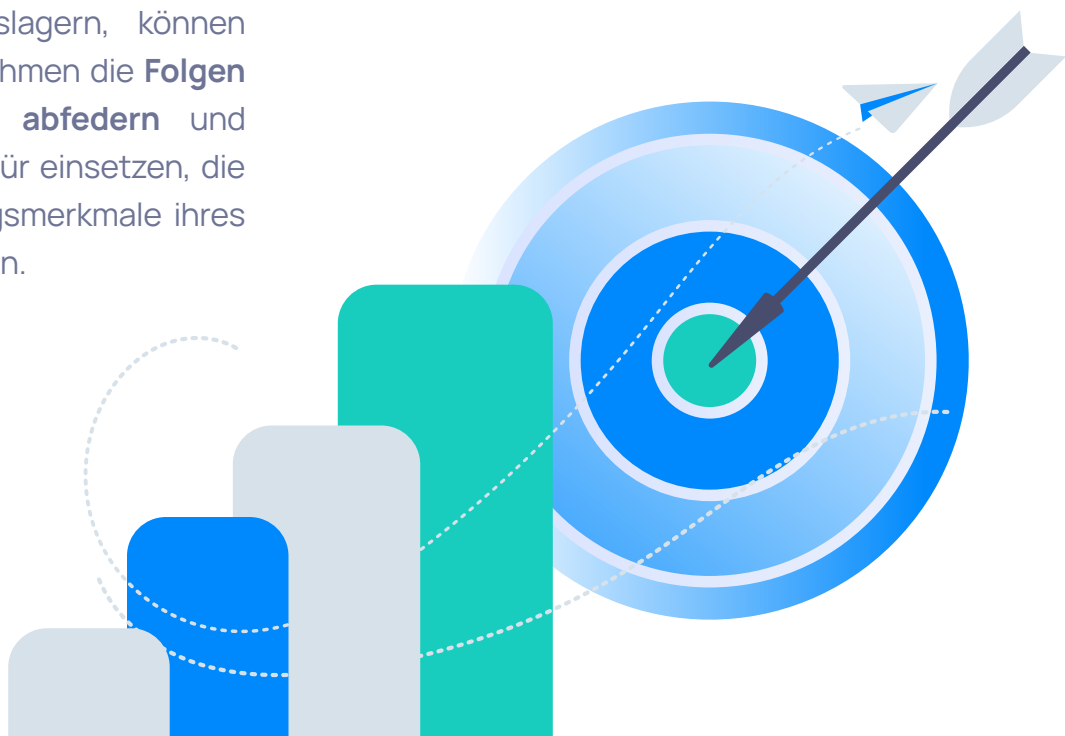 slagern, können
hmen die Folgen
abfedern und
ür einsetzen, die
gsmerkmale ihres
n.